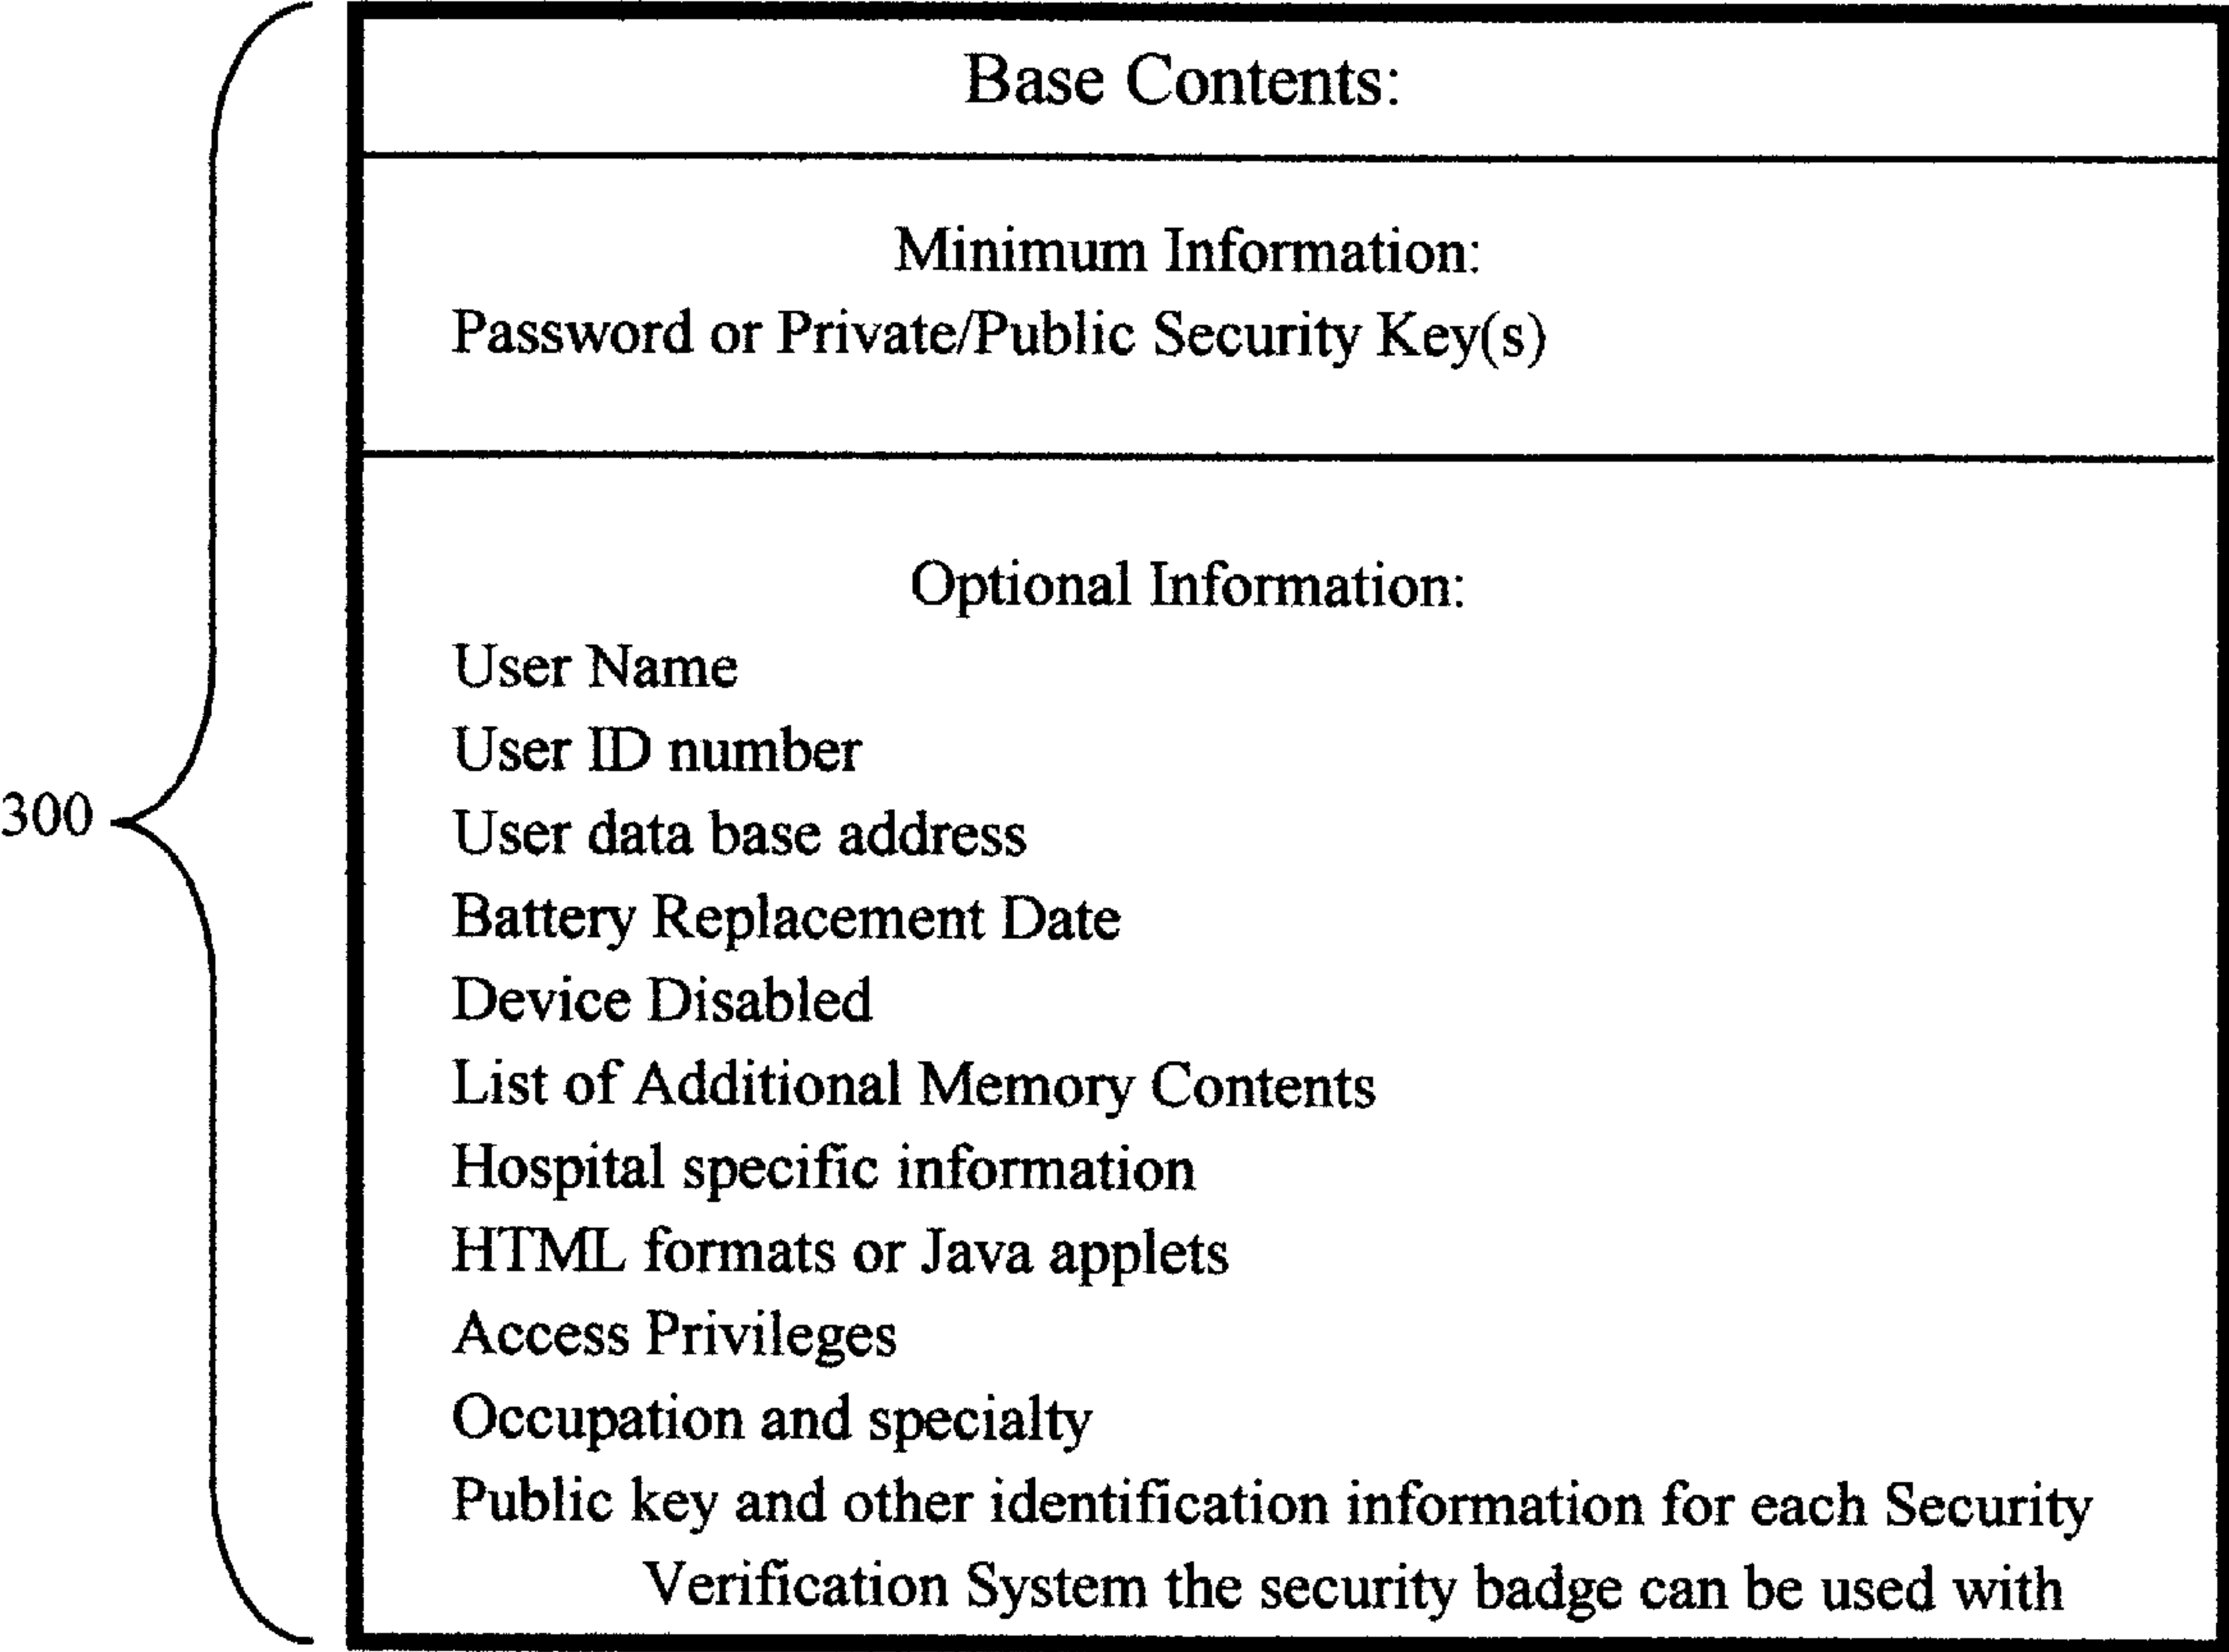 Base Contents:
Minimum Information:
Password or Private/Public Security Key(s)
Optional Information:
User Name
User ID number
300
User data base address
Battery Replacement Date
Device Disabled
List of Additional Memory Contents
Hospital specific information
HTML formats or Java applets
Access Privileges
Occupation and specialty
Public key and other identification information for each Security
Verification System the security badge can be used with